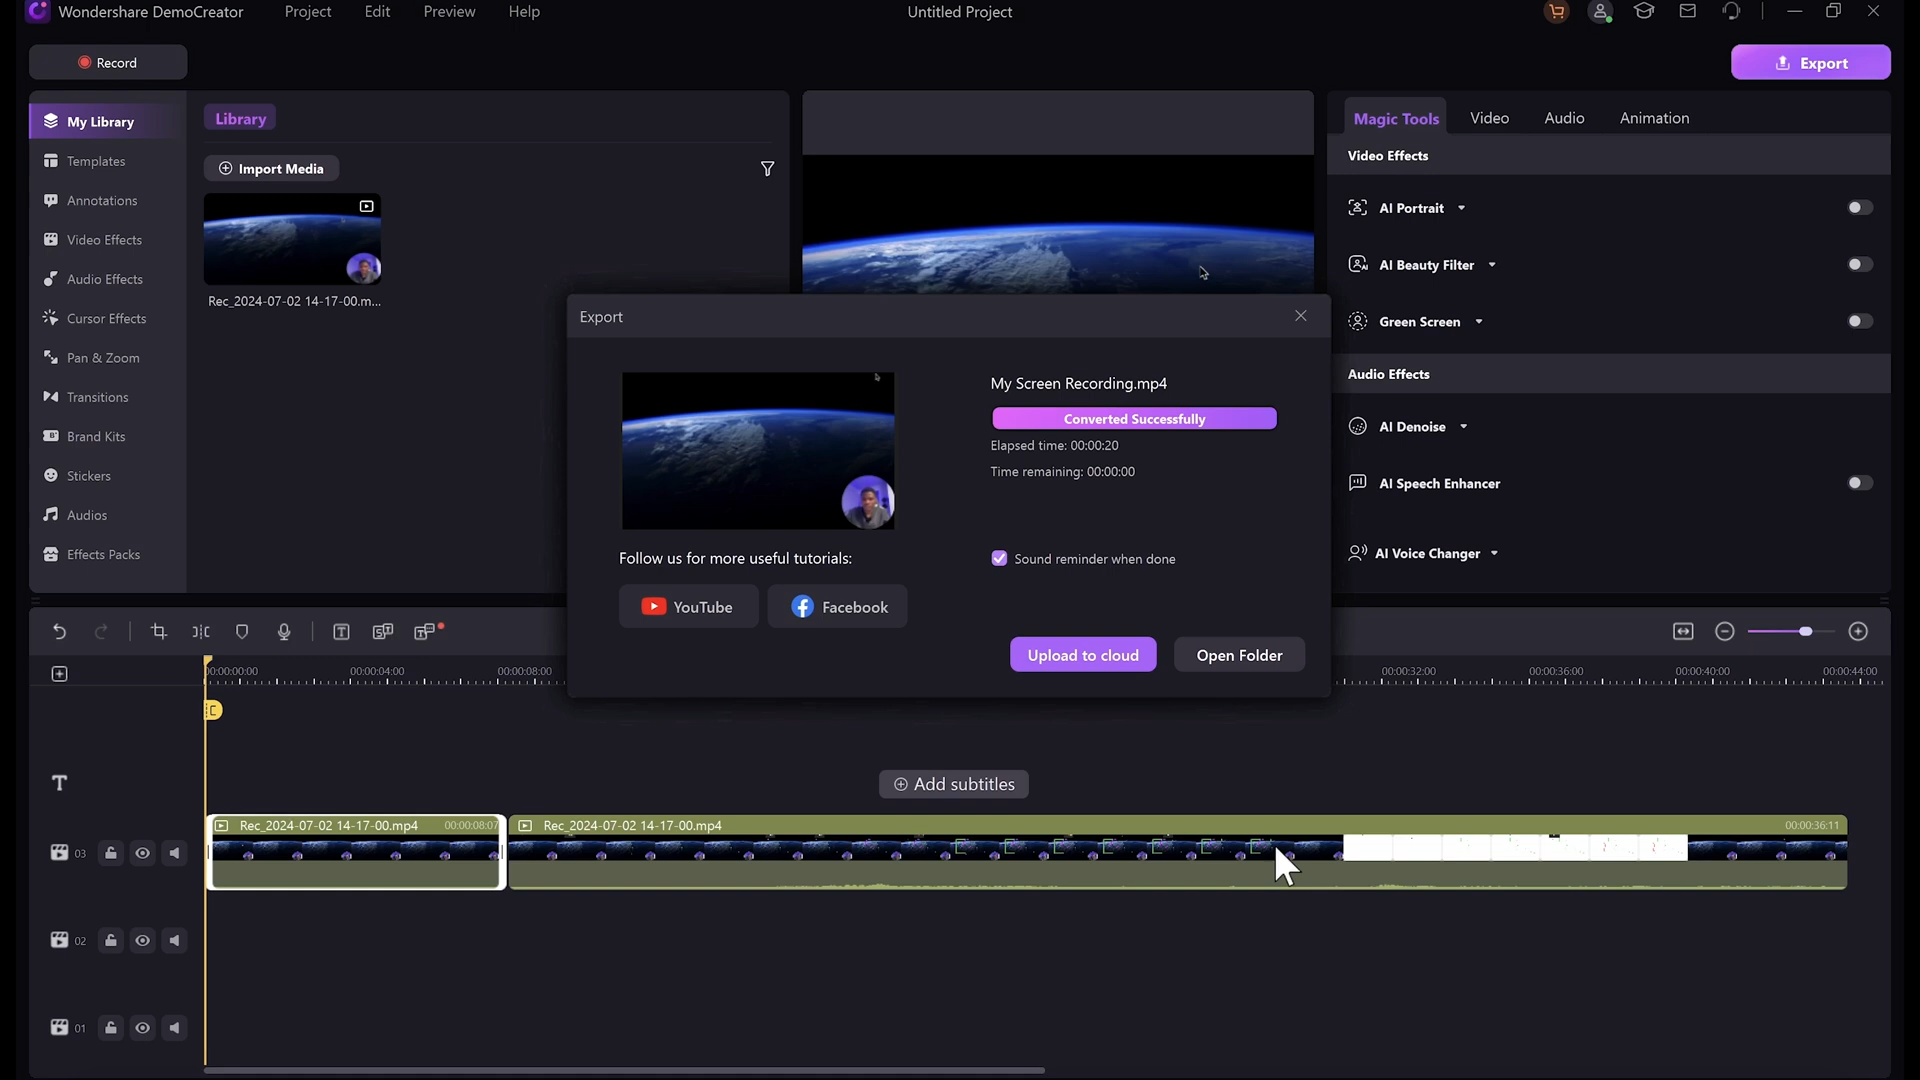 Wondershare DemoCreator
Project
Edit
Preview
Help
Untitled Project
Record
Export
My Library
Templates
Annotations
Video Effects
Audio Effects
Cursor Effects
Pan & Zoom
Transitions
Brand Kits
Stickers
Audios
Effects Packs
Library
Import Media
Rec_2024-07-02 14-17-00.m...
Magic Tools
Video
Audio
Animation
Video Effects
AI Portrait
AI Beauty Filter
Green Screen
Audio Effects
AI Denoise
AI Speech Enhancer
AI Voice Changer
Export
My Screen Recording.mp4
Converted Successfully
Elapsed time: 00:00:20
Time remaining: 00:00:00
Follow us for more useful tutorials:
Sound reminder when done
YouTube
Facebook
Upload to cloud
Open Folder
00:00:00:00
00:00:04:00
00:00:08:00
00:00:32:00
00:00:36:00
00:00:40:00
00:00:44:00
T
Add subtitles
Rec_2024-07-02 14-17-00.mp4
00:00:08:07
Rec_2024-07-02 14-17-00.mp4
00:00:36:11
03
02
01